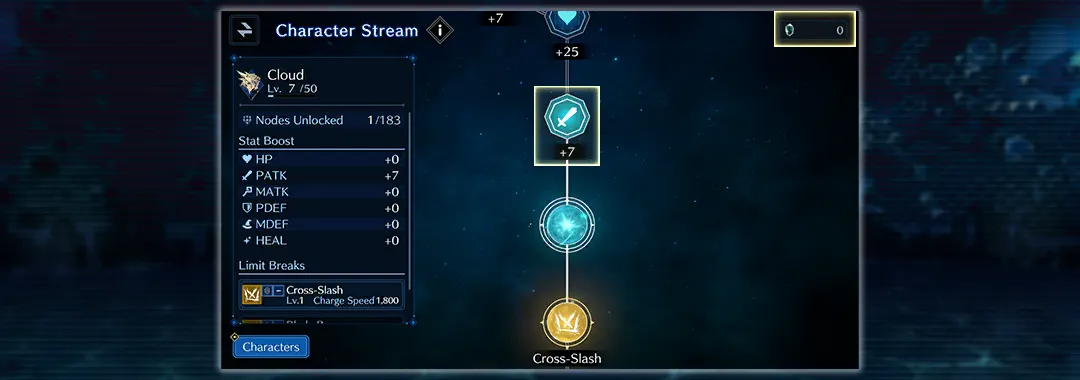 Character Stream
i
+7
0
+25
Cloud
Lv. 7 /50
Nodes Unlocked 1/183
Stat Boost
HP +0
PATK +7
MATK +0
PDEF +0
MDEF +0
HEAL +0
Limit Breaks
Cross-Slash
Lv.1 Charge Speed 1,800
+7
Cross-Slash
Characters